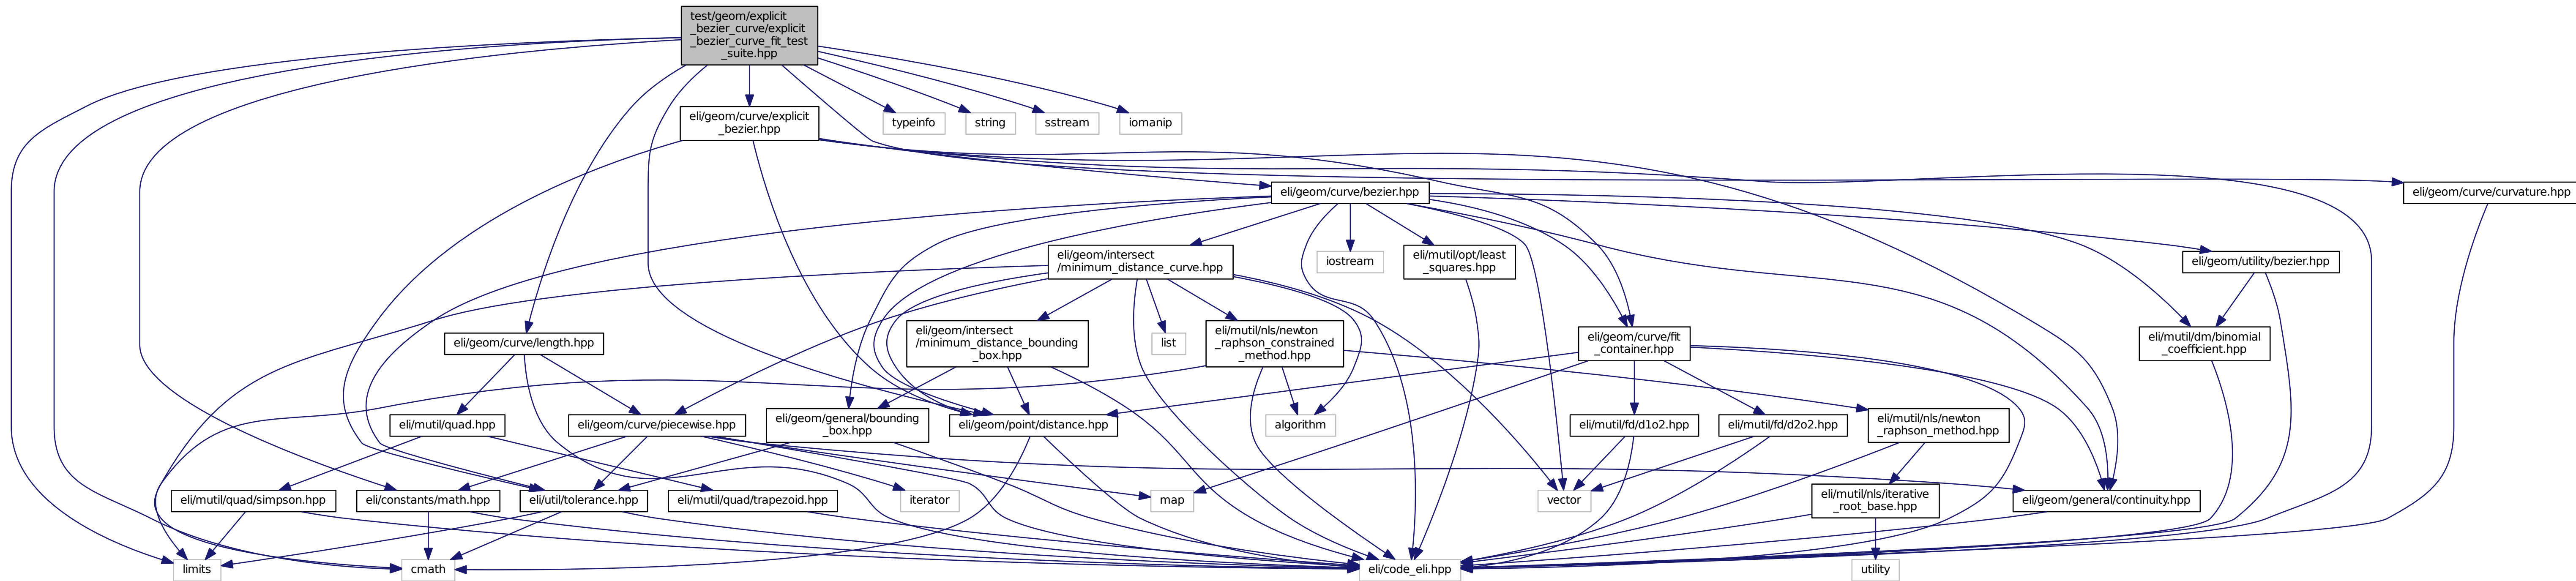 test/geom/explicit
_bezier_curve/explicit
_bezier_curve_fit_test
_suite.hpp
eli/geom/curve/explicit
_bezier.hpp
typeinfo
string
sstream
iomanip
eli/geom/curve/bezier.hpp
eli/geom/curve/curvature.hpp
eli/geom/intersect
/minimum_distance_curve.hpp
iostream
eli/mutil/opt/least
_squares.hpp
eli/geom/utility/bezier.hpp
eli/geom/curve/length.hpp
eli/geom/intersect
/minimum_distance_bounding
_box.hpp
list
eli/mutil/nls/newton
_raphson_constrained
_method.hpp
eli/geom/curve/fit
_container.hpp
eli/mutil/dm/binomial
_coefficient.hpp
eli/mutil/quad.hpp
eli/geom/curve/piecewise.hpp
eli/geom/general/bounding
_box.hpp
eli/geom/point/distance.hpp
algorithm
eli/mutil/fd/d1o2.hpp
eli/mutil/fd/d2o2.hpp
eli/mutil/nls/newton
_raphson_method.hpp
eli/mutil/quad/simpson.hpp
eli/constants/math.hpp
eli/util/tolerance.hpp
eli/mutil/quad/trapezoid.hpp
iterator
map
vector
eli/mutil/nls/iterative
_root_base.hpp
eli/geom/general/continuity.hpp
limits
cmath
eli/code_eli.hpp
utility